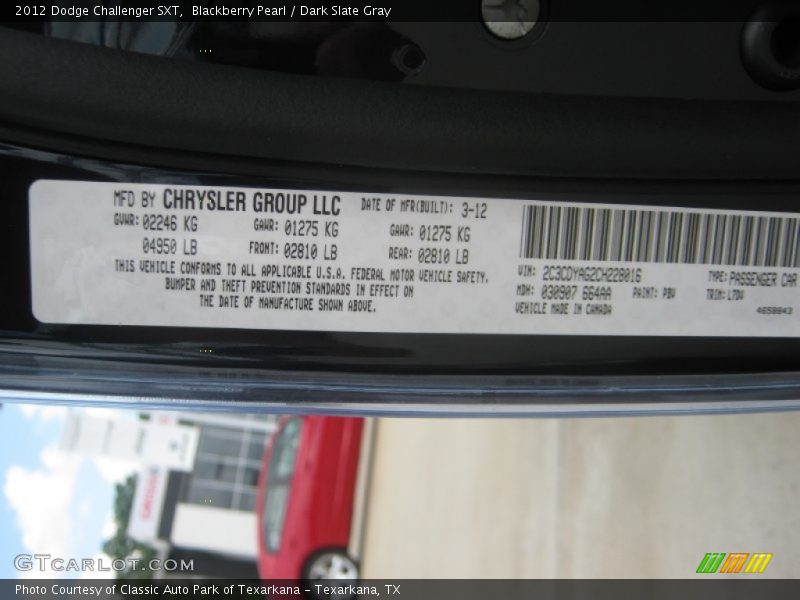 2012 Dodge Challenger SXT, Blackberry Pearl / Dark Slate Gray
MFD BY CHRYSLER GROUP LLC DATE OF MFR(BUILT): 3-12
GVWR: 02246 KG GAWR: 01275 KG GAWR: 01275 KG
04950 LB FRONT: 02810 LB REAR: 02810 LB
THIS VEHICLE CONFORMS TO ALL APPLICABLE U.S.A. FEDERAL MOTOR VEHICLE SAFETY,
BUMPER AND THEFT PREVENTION STANDARDS IN EFFECT ON
THE DATE OF MANUFACTURE SHOWN ABOVE.
VIN: 2C3CDYAG2CH228016 TYPE: PASSENGER CAR
MDH: 030907 664AA PAINT: PBV TRIM: L7DV
VEHICLE MADE IN CANADA 4658843
GTCARLOT.COM
Photo Courtesy of Classic Auto Park of Texarkana - Texarkana, TX